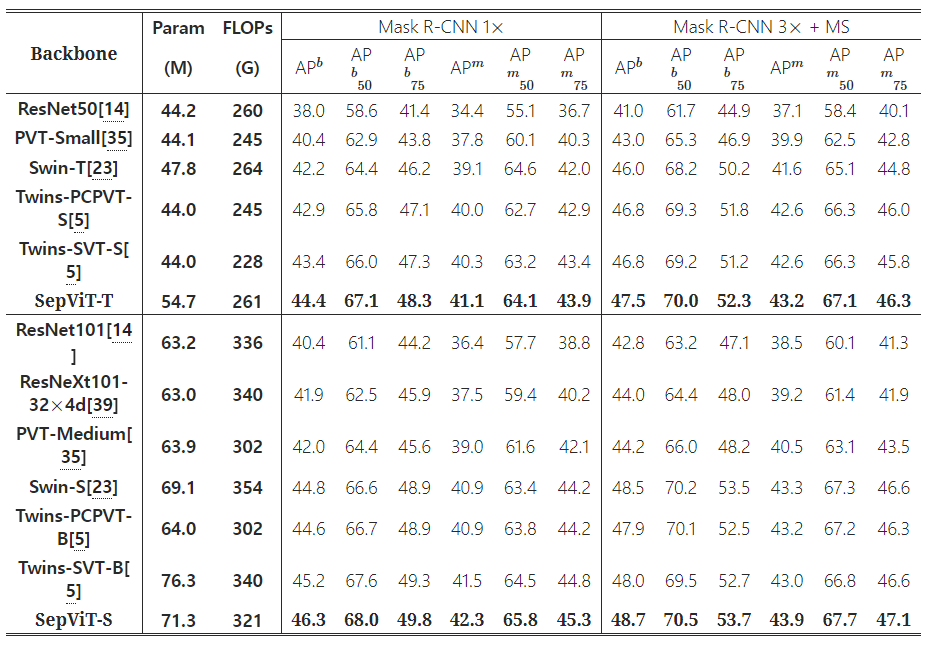 Backbone Param (M) FLOPs (G) Mask R-CNN 1× Mask R-CNN 3× + MS
APᵇ AP b 50 AP b 75 APᵐ AP m 50 AP m 75 APᵇ AP b 50 AP b 75 APᵐ AP m 50 AP m 75
ResNet50[14] 44.2 260 38.0 58.6 41.4 34.4 55.1 36.7 41.0 61.7 44.9 37.1 58.4 40.1
PVT-Small[35] 44.1 245 40.4 62.9 43.8 37.8 60.1 40.3 43.0 65.3 46.9 39.9 62.5 42.8
Swin-T[23] 47.8 264 42.2 64.4 46.2 39.1 64.6 42.0 46.0 68.2 50.2 41.6 65.1 44.8
Twins-PCPVT-
S[5] 44.0 245 42.9 65.8 47.1 40.0 62.7 42.9 46.8 69.3 51.8 42.6 66.3 46.0
Twins-SVT-S[
5] 44.0 228 43.4 66.0 47.3 40.3 63.2 43.4 46.8 69.2 51.2 42.6 66.3 45.8
SepViT-T 54.7 261 44.4 67.1 48.3 41.1 64.1 43.9 47.5 70.0 52.3 43.2 67.1 46.3
ResNet101[14
] 63.2 336 40.4 61.1 44.2 36.4 57.7 38.8 42.8 63.2 47.1 38.5 60.1 41.3
ResNeXt101-
32×4d[39] 63.0 340 41.9 62.5 45.9 37.5 59.4 40.2 44.0 64.4 48.0 39.2 61.4 41.9
PVT-Medium[
35] 63.9 302 42.0 64.4 45.6 39.0 61.6 42.1 44.2 66.0 48.2 40.5 63.1 43.5
Swin-S[23] 69.1 354 44.8 66.6 48.9 40.9 63.4 44.2 48.5 70.2 53.5 43.3 67.3 46.6
Twins-PCPVT-
B[5] 64.0 302 44.6 66.7 48.9 40.9 63.8 44.2 47.9 70.1 52.5 43.2 67.2 46.3
Twins-SVT-B[
5] 76.3 340 45.2 67.6 49.3 41.5 64.5 44.8 48.0 69.5 52.7 43.0 66.8 46.6
SepViT-S 71.3 321 46.3 68.0 49.8 42.3 65.8 45.3 48.7 70.5 53.7 43.9 67.7 47.1